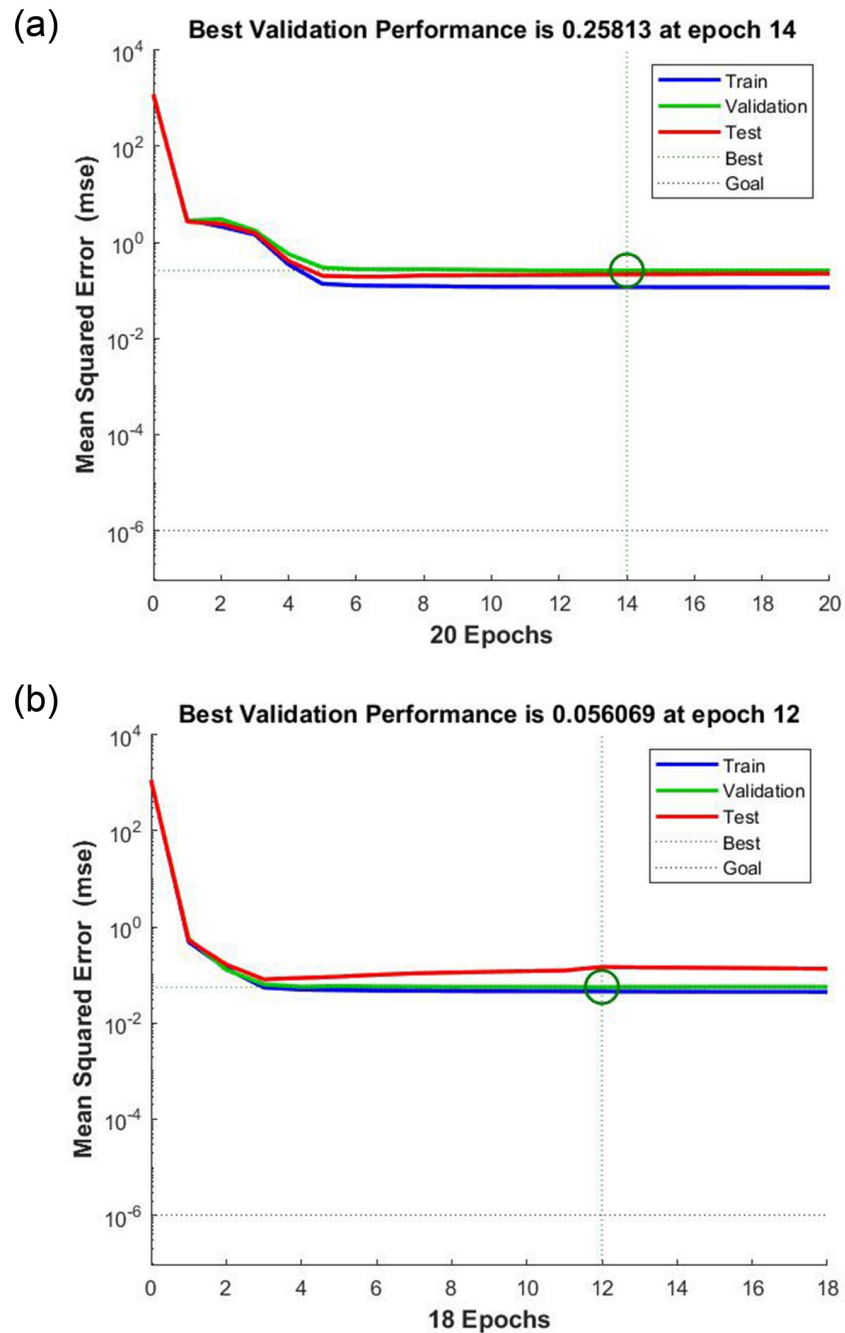 (a)
Best Validation Performance is 0.25813 at epoch 14
10^4
10^2
10^0
10^-2
10^-4
10^-6
Mean Squared Error (mse)
Train
Validation
Test
Best
Goal
0 2 4 6 8 10 12 14 16 18 20
20 Epochs
(b)
Best Validation Performance is 0.056069 at epoch 12
10^4
10^2
10^0
10^-2
10^-4
10^-6
Mean Squared Error (mse)
Train
Validation
Test
Best
Goal
0 2 4 6 8 10 12 14 16 18
18 Epochs